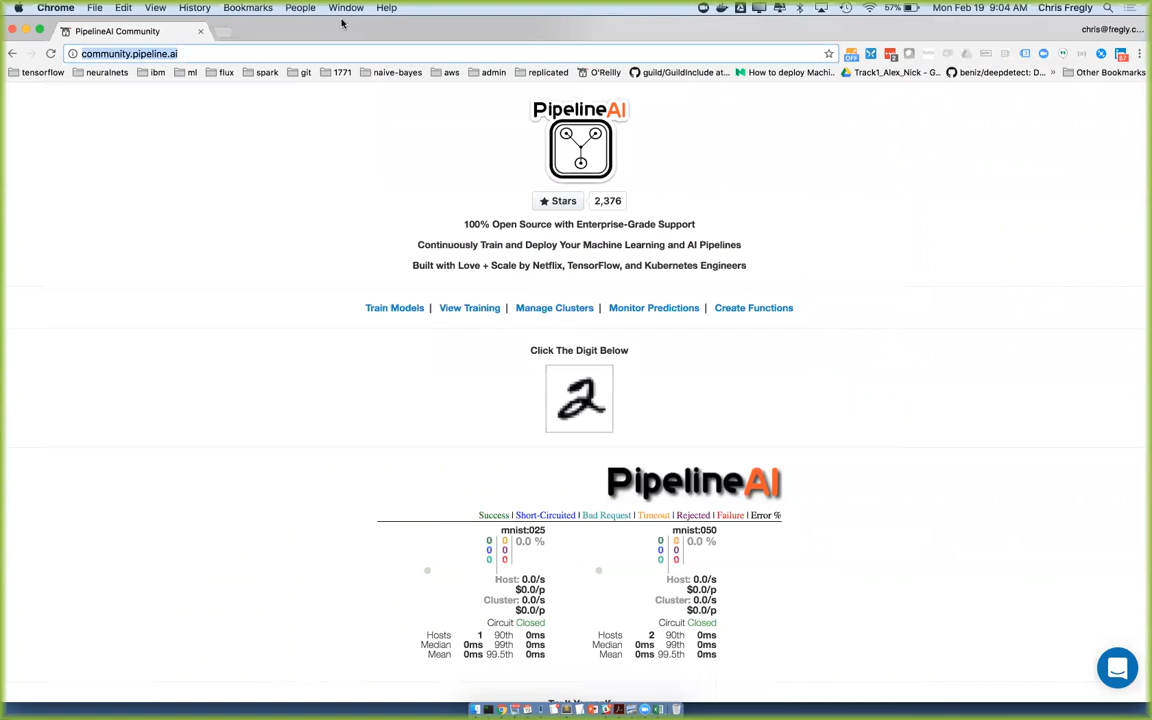 Chrome File Edit View History Bookmarks People Window Help 57% Mon Feb 19 9:04 AM Chris Fregly
PipelineAI Community × chris@fregly.c...
community.pipeline.ai
tensorflow neuralnets ibm ml flux spark git 1771 naive-bayes aws admin replicated O'Reilly guild/GuildInclude at... How to deploy Machi... Track1_Alex_Nick - G... beniz/deepdetect: D... » Other Bookmarks
PipelineAI
Stars 2,376
100% Open Source with Enterprise-Grade Support
Continuously Train and Deploy Your Machine Learning and AI Pipelines
Built with Love + Scale by Netflix, TensorFlow, and Kubernetes Engineers
Train Models | View Training | Manage Clusters | Monitor Predictions | Create Functions
Click The Digit Below
2
PipelineAI
Success | Short-Circuited | Bad Request | Timeout | Rejected | Failure | Error %
mnist:025 mnist:050
0 0 0.0 % 0 0 0.0 %
0 0 0 0
0 0 0 0
Host: 0.0/s Host: 0.0/s
$0.0/p $0.0/p
Cluster: 0.0/s Cluster: 0.0/s
$0.0/p $0.0/p
Circuit Closed Circuit Closed
Hosts 1 90th 0ms Hosts 2 90th 0ms
Median 0ms 99th 0ms Median 0ms 99th 0ms
Mean 0ms 99.5th 0ms Mean 0ms 99.5th 0ms